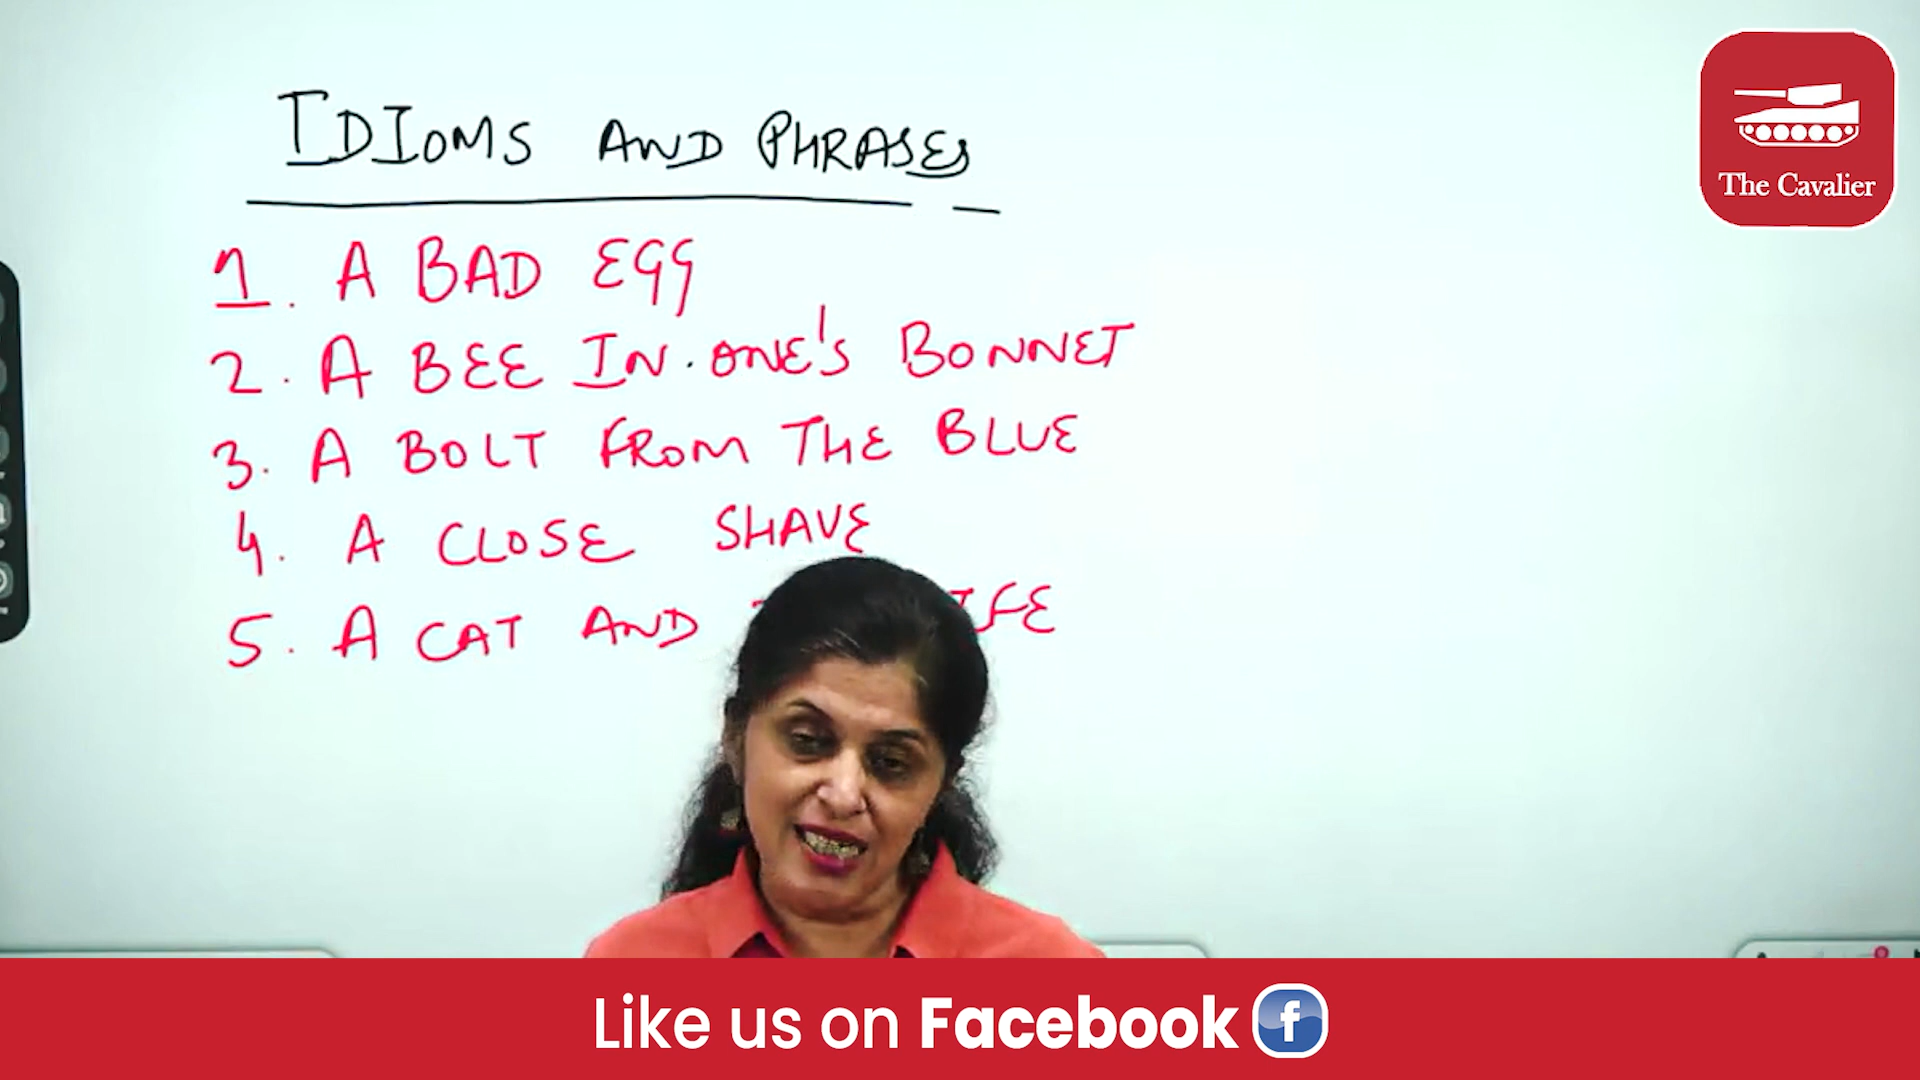 IDIOMS AND PHRASES
1. A BAD EGG
2. A BEE IN ONE'S BONNET
3. A BOLT FROM THE BLUE
4. A CLOSE SHAVE
5. A CAT AND
The Cavalier
Like us on Facebook f